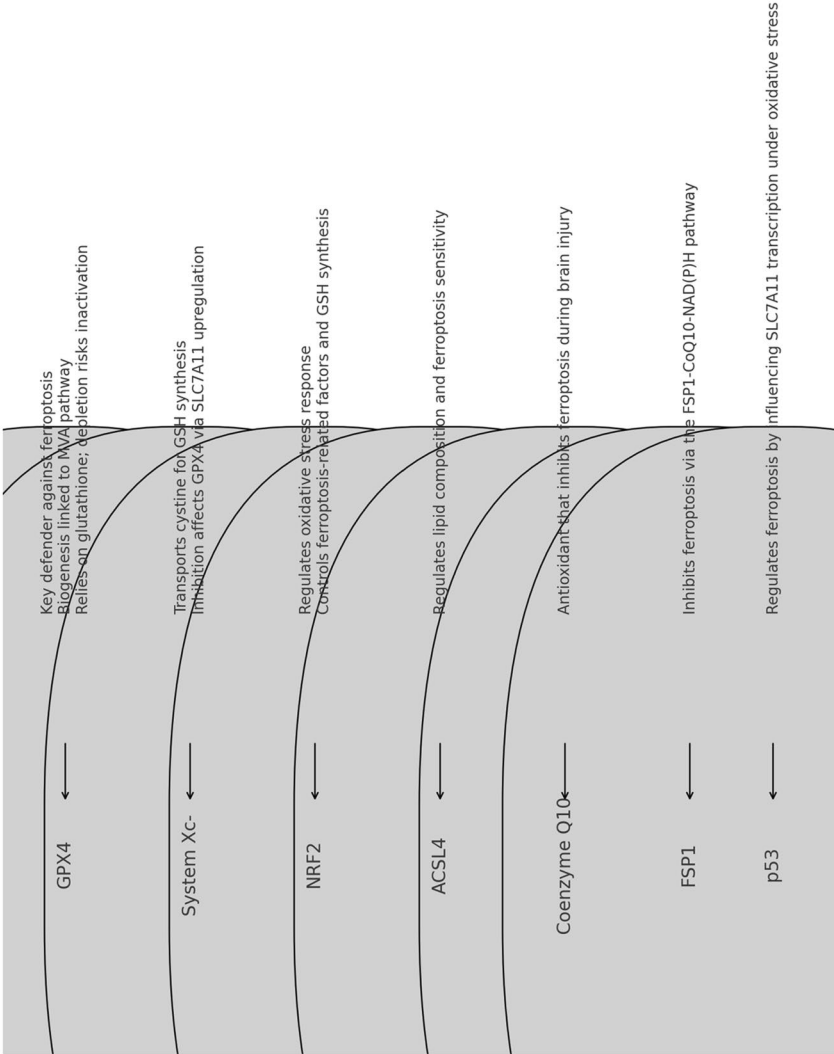 GPX4
Key defender against ferroptosis
Biogenesis linked to MVA pathway
Relies on glutathione; depletion risks inactivation
System Xc-
Transports cystine for GSH synthesis
Inhibition affects GPX4 via SLC7A11 upregulation
NRF2
Regulates oxidative stress response
Controls ferroptosis-related factors and GSH synthesis
ACSL4
Regulates lipid composition and ferroptosis sensitivity
Coenzyme Q10
Antioxidant that inhibits ferroptosis during brain injury
FSP1
Inhibits ferroptosis via the FSP1-CoQ10-NAD(P)H pathway
p53
Regulates ferroptosis by influencing SLC7A11 transcription under oxidative stress